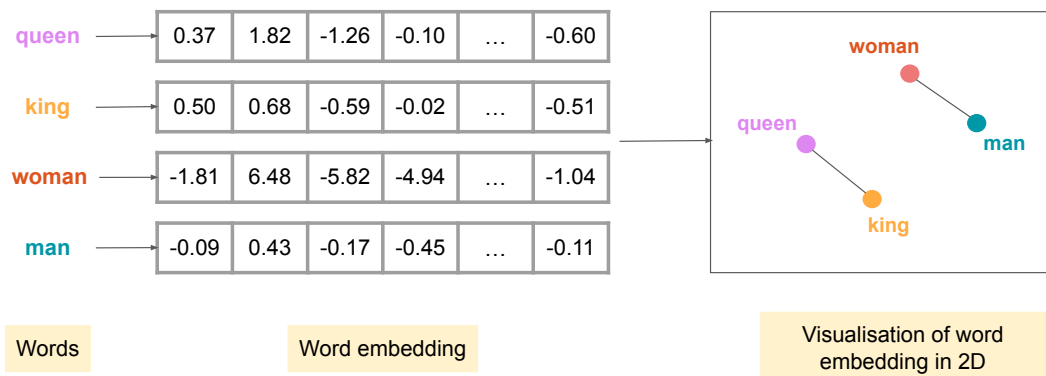 queen 0.37 1.82 -1.26 -0.10 … -0.60
king 0.50 0.68 -0.59 -0.02 … -0.51
woman -1.81 6.48 -5.82 -4.94 … -1.04
man -0.09 0.43 -0.17 -0.45 … -0.11
woman
man
queen
king
Words
Word embedding
Visualisation of word
embedding in 2D